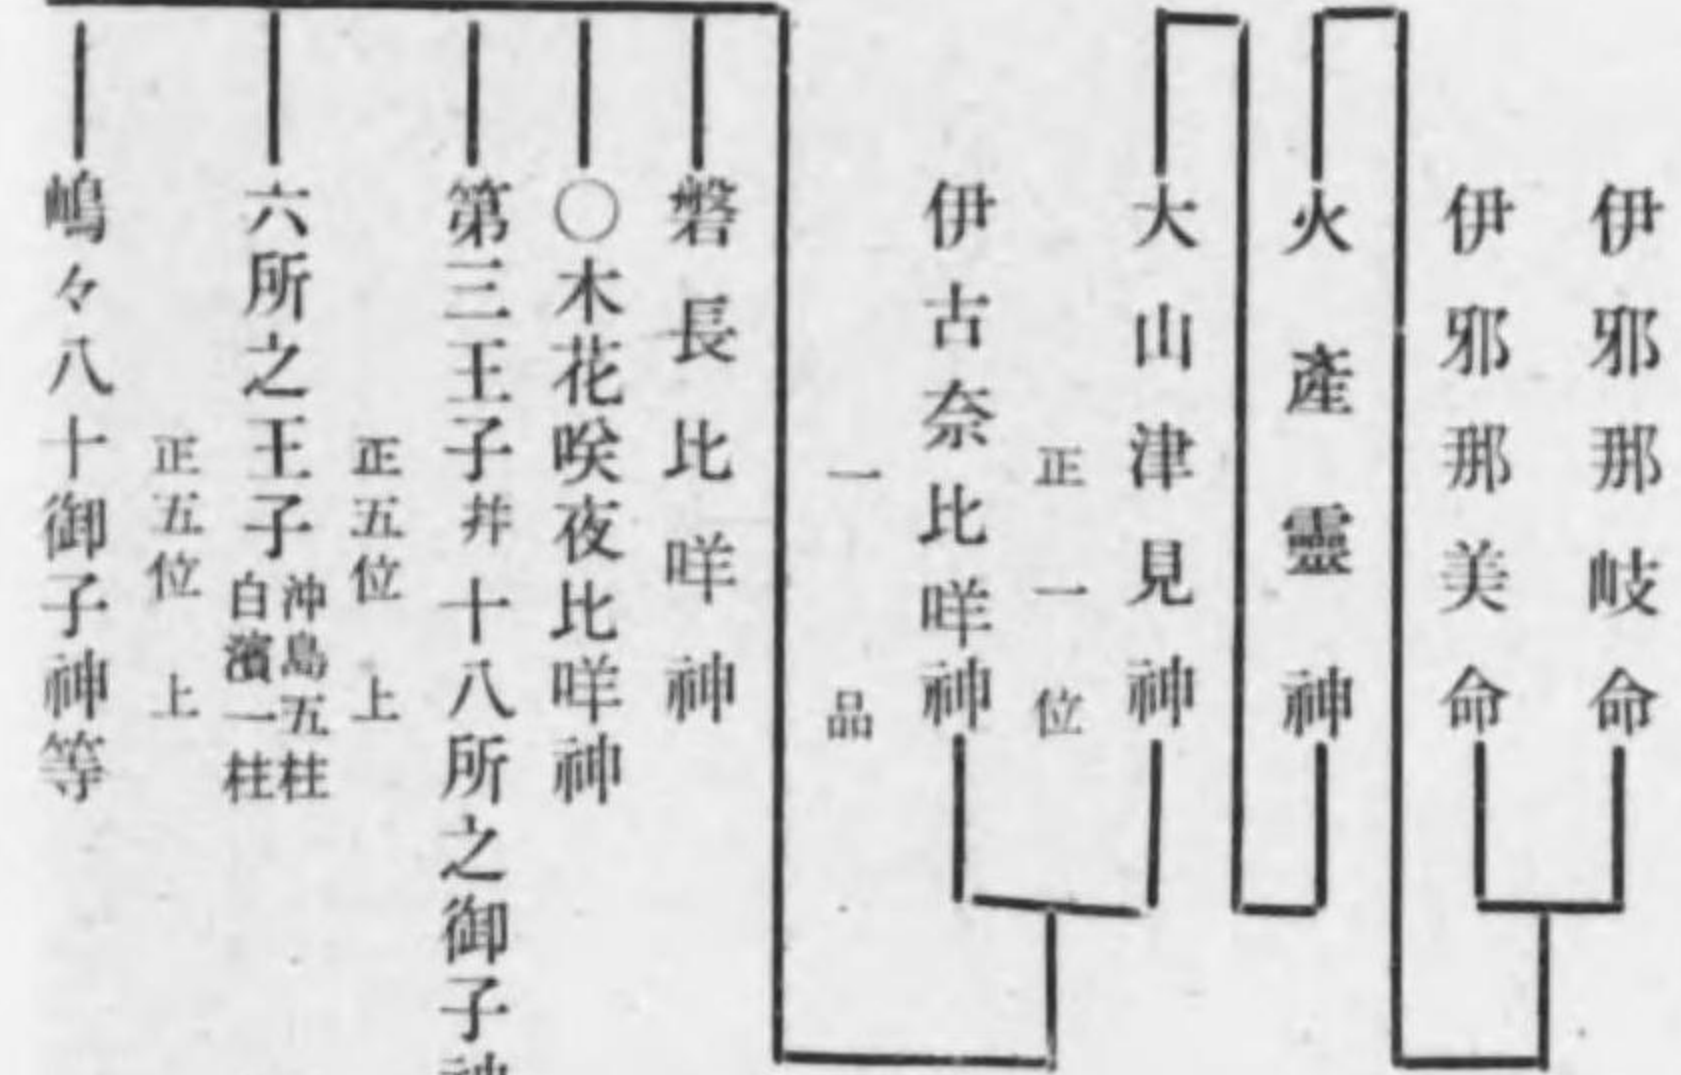 伊邪那岐命
伊邪那美命
火產靈神
大山津見神
正一位
伊古奈比咩神
一品
磐長比咩神
○木花咲夜比咩神
第三王子幷十八所之御子神
正五位上
六所之王子
沖島五柱
白濱一柱
正五位上
嶋々八十御子神等